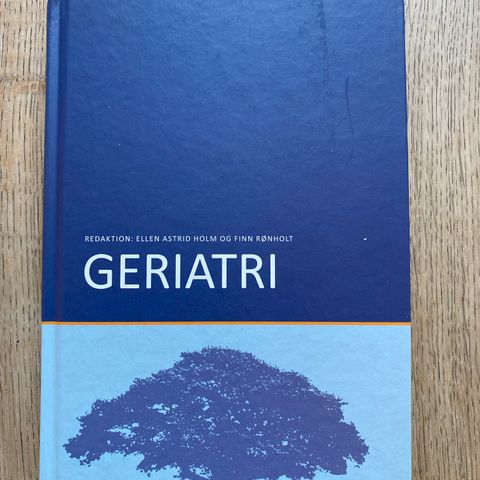 REDAKTION: ELLEN ASTRID HOLM OG FINN RØNHOLT
GERIATRI